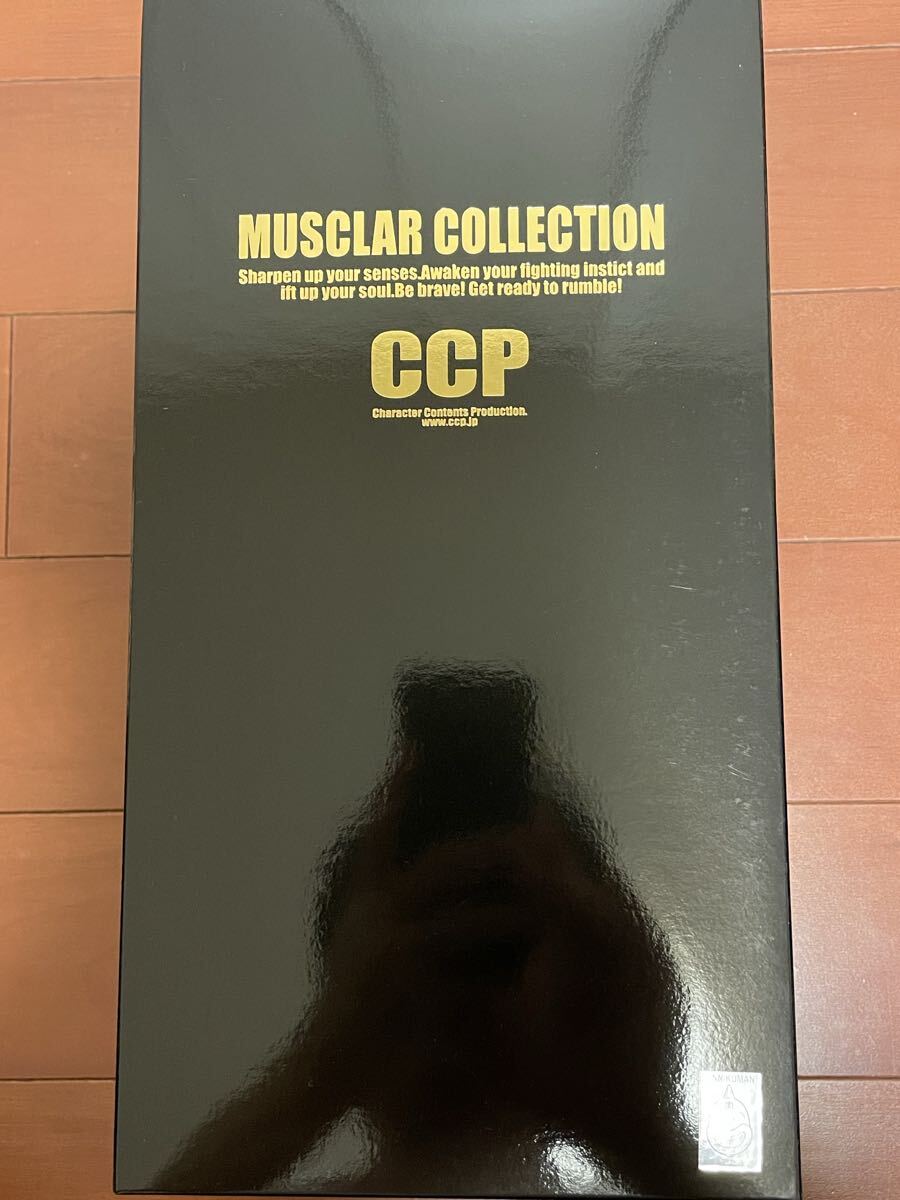 MUSCLAR COLLECTION
Sharpen up your senses.Awaken your fighting instict and
ift up your soul.Be brave! Get ready to rumble!
CCP
Character Contents Production.
www.ccp.jp